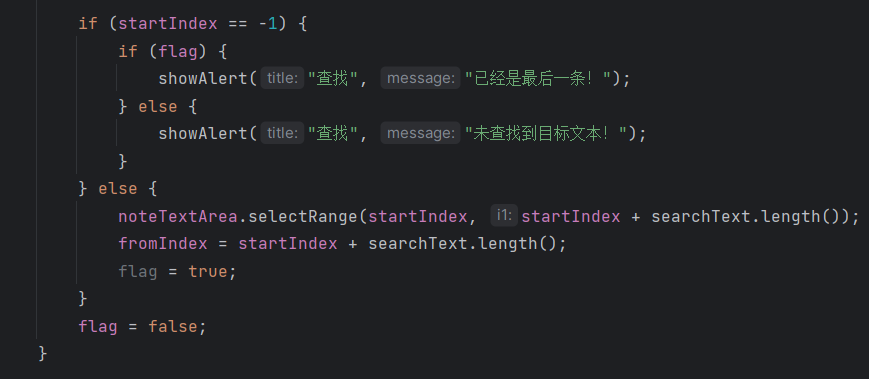 if (startIndex == -1) {
if (flag) {
showAlert( title: "查找", message: "已经是最后一条！");
} else {
showAlert( title: "查找", message: "未查找到目标文本！");
}
} else {
noteTextArea.selectRange(startIndex, i1: startIndex + searchText.length());
fromIndex = startIndex + searchText.length();
flag = true;
}
flag = false;
}